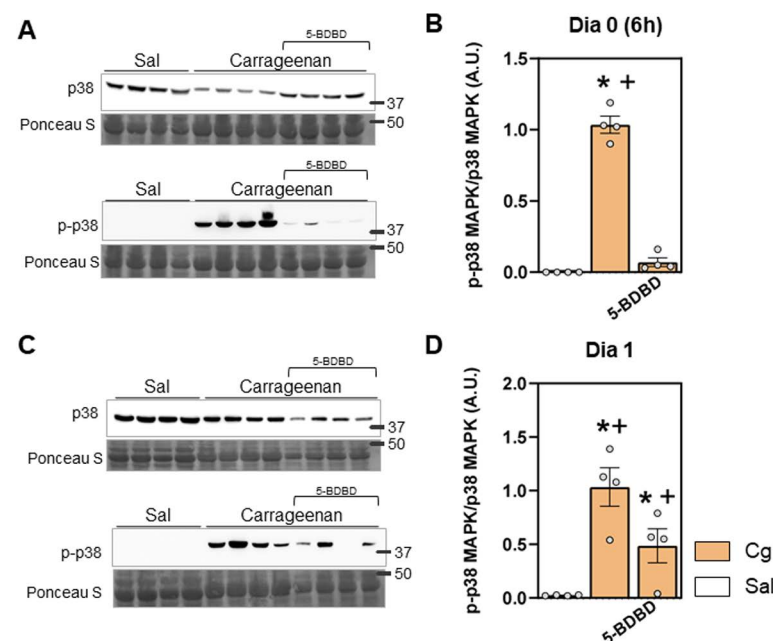 A
5-BDBD
Sal Carrageenan
p38
37
Ponceau S
50
5-BDBD
Sal Carrageenan
p-p38
37
50
Ponceau S
B
Dia 0 (6h)
p-p38 MAPK/p38 MAPK (A.U.)
1.5
1.0
0.5
0.0
* +
5-BDBD
C
5-BDBD
Sal Carrageenan
p38
37
50
Ponceau S
5-BDBD
Sal Carrageenan
p-p38
37
50
Ponceau S
D
Dia 1
p-p38 MAPK/p38 MAPK (A.U.)
2.0
1.5
1.0
0.5
0.0
*+
* +
5-BDBD
Cg
Sal